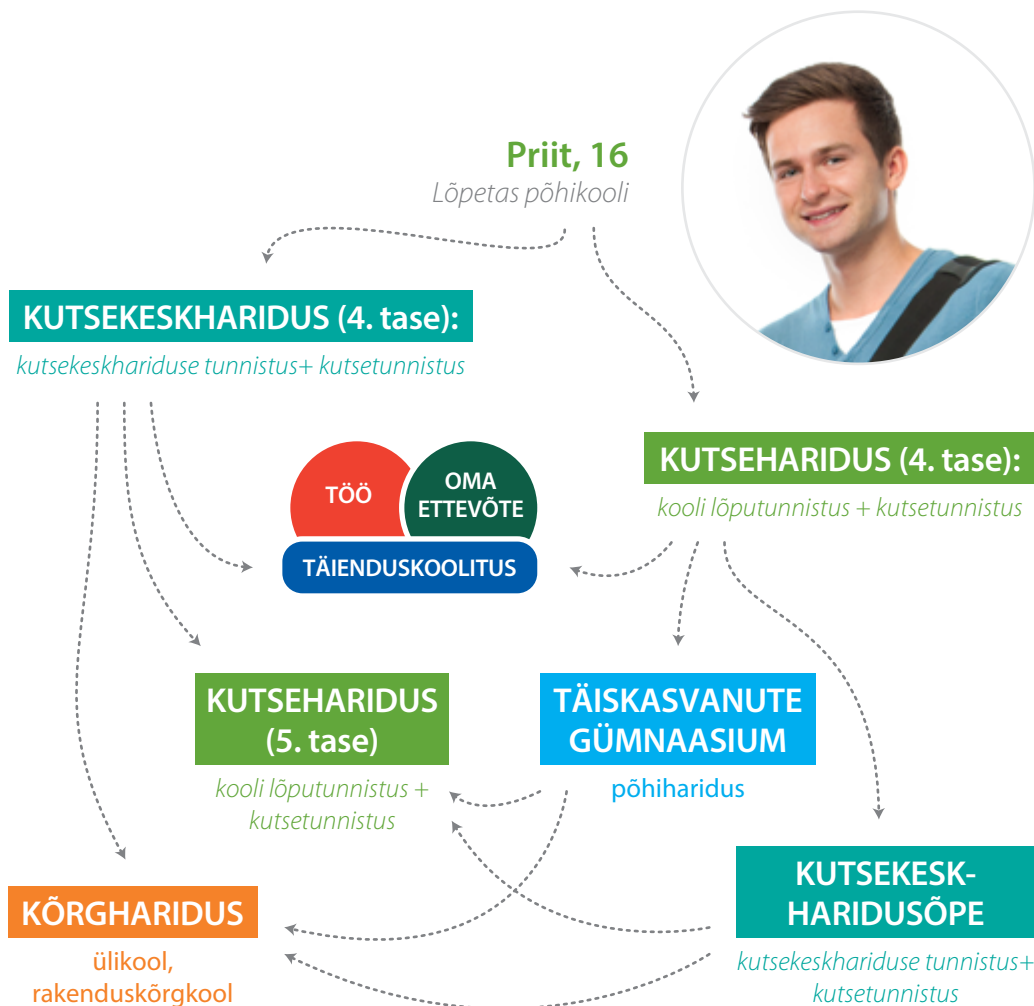 Priit, 16
Lõpetas põhikooli
KUTSEKESKHARIDUS (4. tase):
kutsekeskhariduse tunnistus+ kutsetunnistus
TÖÖ
OMA
ETTEVÕTE
TÄIENDUSKOOLITUS
KUTSEHARIDUS (4. tase):
kooli lõputunnistus + kutsetunnistus
KUTSEHARIDUS
(5. tase)
kooli lõputunnistus +
kutsetunnistus
TÄISKASVANUTE
GÜMNAASIUM
põhiharidus
KÕRGHARIDUS
ülikool,
rakenduskõrgkool
KUTSEKESK-
HARIDUSÕPE
kutsekeskhariduse tunnistus+
kutsetunnistus